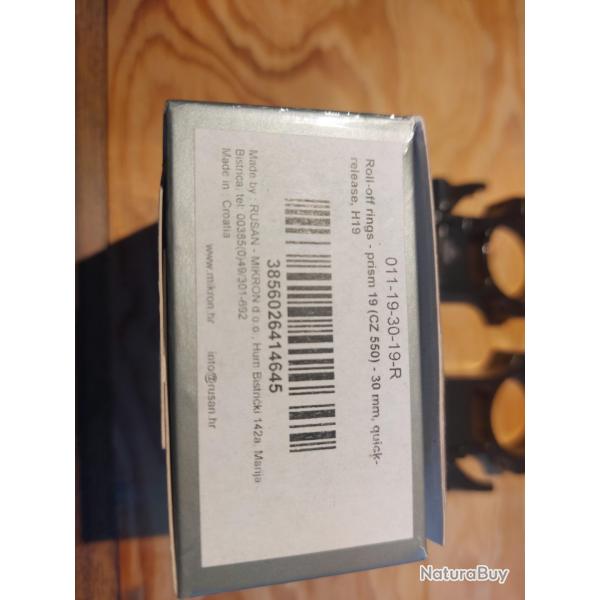 011-19-30-19-R
Roll-off rings - prism 19 (CZ 550) - 30 mm, quick-
release, H19
3856026414645
Made by : RUSAN - MIKRON d.o.o., Hum Bistrički 142a, Marija
Bistrica, tel: 00385(0)49/301-692
Made in : Croatia
www.mikron.hr info@rusan.hr
NaturaBuy